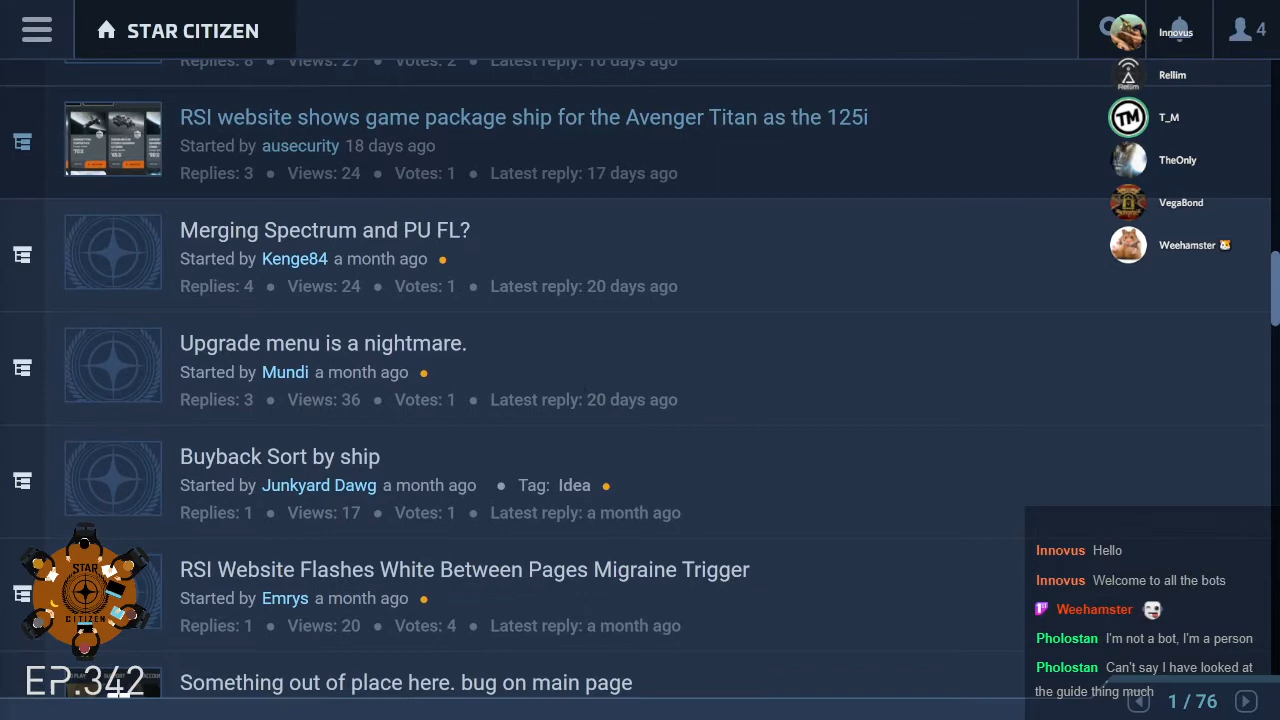 STAR CITIZEN
Innovus
4
Replies: 8 ● Views: 27 ● Votes: 2 ● Latest reply: 16 days ago
Rellim
RSI website shows game package ship for the Avenger Titan as the 125i
T_M
Started by ausecurity 18 days ago
TheOnly
Replies: 3 ● Views: 24 ● Votes: 1 ● Latest reply: 17 days ago
VegaBond
Merging Spectrum and PU FL?
Weehamster 🐹
Started by Kenge84 a month ago
Replies: 4 ● Views: 24 ● Votes: 1 ● Latest reply: 20 days ago
Upgrade menu is a nightmare.
Started by Mundi a month ago
Replies: 3 ● Views: 36 ● Votes: 1 ● Latest reply: 20 days ago
Buyback Sort by ship
Started by Junkyard Dawg a month ago ● Tag: Idea
Replies: 1 ● Views: 17 ● Votes: 1 ● Latest reply: a month ago
RSI Website Flashes White Between Pages Migraine Trigger
Started by Emrys a month ago
Replies: 1 ● Views: 20 ● Votes: 4 ● Latest reply: a month ago
Something out of place here. bug on main page
STAR
CITIZEN
EP.342
Innovus Hello
Innovus Welcome to all the bots
Weehamster
Pholostan I'm not a bot, I'm a person
Pholostan Can't say I have looked at
the guide thing much
1 / 76